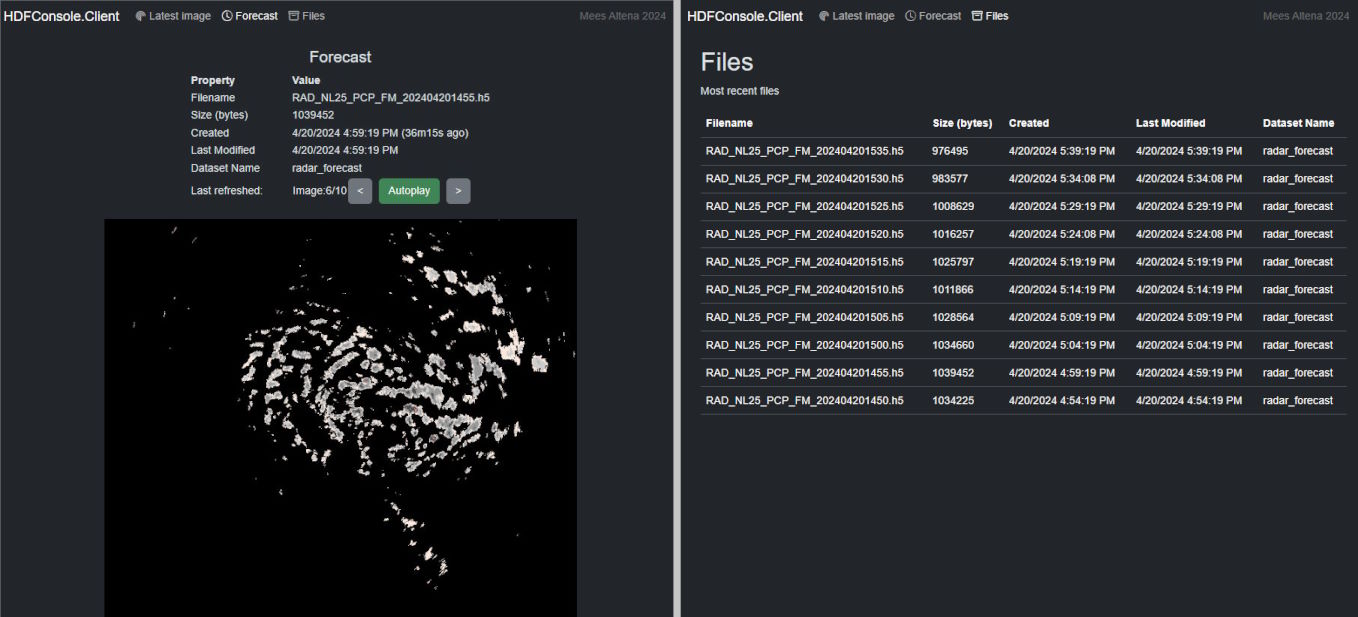 HDFConsole.Client Latest image Forecast Files Mees Altena 2024
Forecast
Property Value
Filename RAD_NL25_PCP_FM_202404201455.h5
Size (bytes) 1039452
Created 4/20/2024 4:59:19 PM (36m15s ago)
Last Modified 4/20/2024 4:59:19 PM
Dataset Name radar_forecast
Last refreshed: Image:6/10 < Autoplay >
HDFConsole.Client Latest image Forecast Files Mees Altena 2024
Files
Most recent files
Filename Size (bytes) Created Last Modified Dataset Name
RAD_NL25_PCP_FM_202404201535.h5 976495 4/20/2024 5:39:19 PM 4/20/2024 5:39:19 PM radar_forecast
RAD_NL25_PCP_FM_202404201530.h5 983577 4/20/2024 5:34:08 PM 4/20/2024 5:34:08 PM radar_forecast
RAD_NL25_PCP_FM_202404201525.h5 1008629 4/20/2024 5:29:19 PM 4/20/2024 5:29:19 PM radar_forecast
RAD_NL25_PCP_FM_202404201520.h5 1016257 4/20/2024 5:24:08 PM 4/20/2024 5:24:08 PM radar_forecast
RAD_NL25_PCP_FM_202404201515.h5 1025797 4/20/2024 5:19:19 PM 4/20/2024 5:19:19 PM radar_forecast
RAD_NL25_PCP_FM_202404201510.h5 1011866 4/20/2024 5:14:19 PM 4/20/2024 5:14:19 PM radar_forecast
RAD_NL25_PCP_FM_202404201505.h5 1028564 4/20/2024 5:09:19 PM 4/20/2024 5:09:19 PM radar_forecast
RAD_NL25_PCP_FM_202404201500.h5 1034660 4/20/2024 5:04:19 PM 4/20/2024 5:04:19 PM radar_forecast
RAD_NL25_PCP_FM_202404201455.h5 1039452 4/20/2024 4:59:19 PM 4/20/2024 4:59:19 PM radar_forecast
RAD_NL25_PCP_FM_202404201450.h5 1034225 4/20/2024 4:54:19 PM 4/20/2024 4:54:19 PM radar_forecast